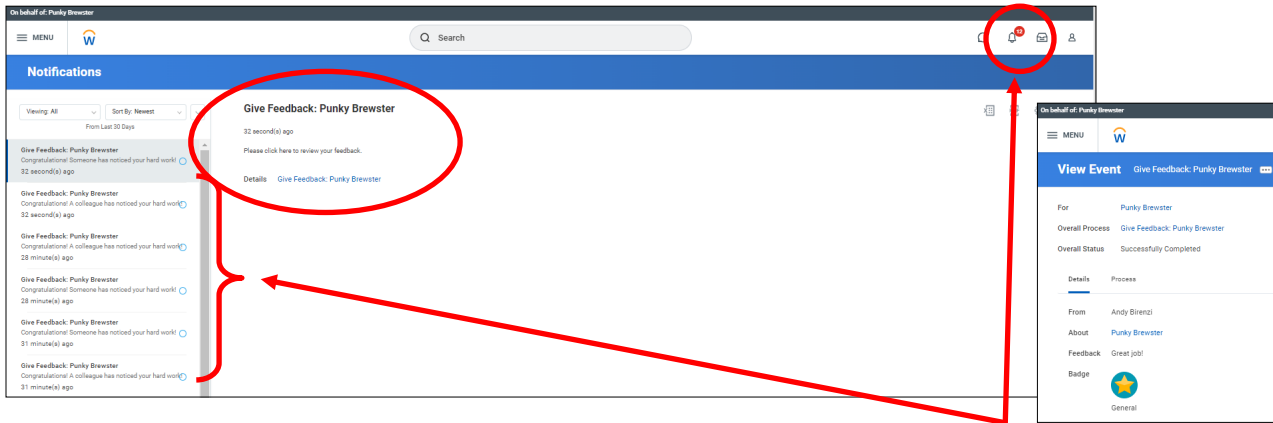 On behalf of: Punky Brewster
MENU
W
Search
12
Notifications
Viewing: All
Sort By: Newest
From Last 30 Days
Give Feedback: Punky Brewster
Congratulations! Someone has noticed your hard work!
32 second(s) ago
Give Feedback: Punky Brewster
Congratulations! A colleague has noticed your hard work!
32 second(s) ago
Give Feedback: Punky Brewster
Congratulations! A colleague has noticed your hard work!
28 minute(s) ago
Give Feedback: Punky Brewster
Congratulations! Someone has noticed your hard work!
28 minute(s) ago
Give Feedback: Punky Brewster
Congratulations! Someone has noticed your hard work!
31 minute(s) ago
Give Feedback: Punky Brewster
Congratulations! A colleague has noticed your hard work!
31 minute(s) ago
Give Feedback: Punky Brewster
32 second(s) ago
Please click here to review your feedback.
Details Give Feedback: Punky Brewster
On behalf of: Punky Brewster
MENU
W
View Event Give Feedback: Punky Brewster
For Punky Brewster
Overall Process Give Feedback: Punky Brewster
Overall Status Successfully Completed
Details Process
From Andy Birenzi
About Punky Brewster
Feedback Great job!
Badge
General